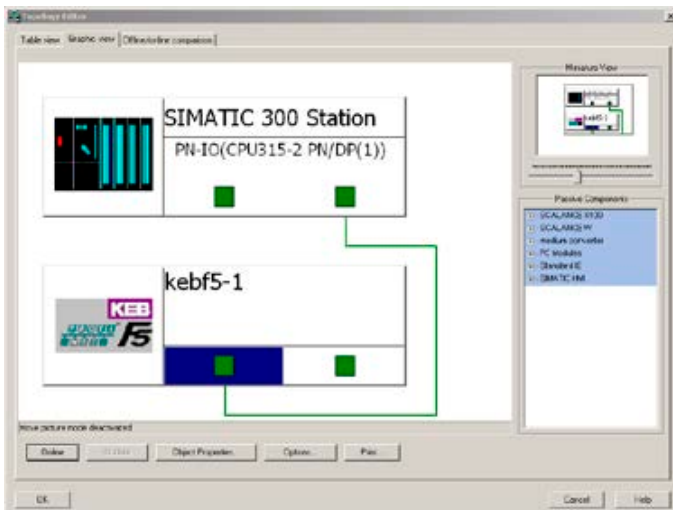 Topology Editor
Table view Graphic view Offline/online comparison
Miniature View
SIMATIC 300 Station
PN-IO(CPU315-2 PN/DP(1))
Passive Components
SCALANCE W
medium converter
PC Modules
Standard IE
SIMATIC HMI
kebf5-1
KEB
F5
Move picture mode deactivated
Online Object Properties... Options... Print...
OK Cancel Help